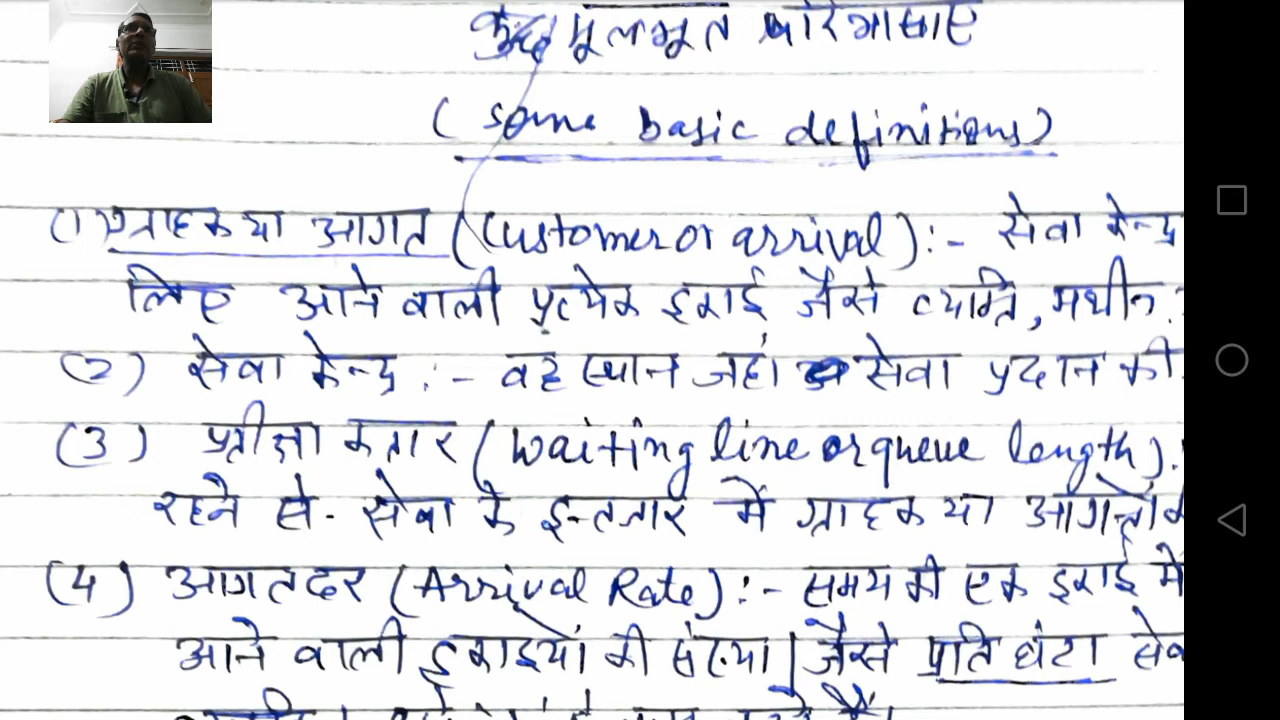 कुछ मूलभूत परिभाषाएं
(some basic definitions)
(1) ग्राहक या आगत (Customer or arrival):- सेवा केन्द्र
लिए आने वाली प्रत्येक इकाई जैसे व्यक्ति, मशीन
(2) सेवा केन्द्र :- वह स्थान जहां सेवा प्रदान की
(3) प्रतीक्षा कतार (Waiting line or queue length)
रहने से- सेवा के इन्तजार में ग्राहक या आगतों
(4) आगत दर (Arrival Rate):- समय की एक इकाई में
आने वाली इकाइयों की संख्या | जैसे प्रति घंटा